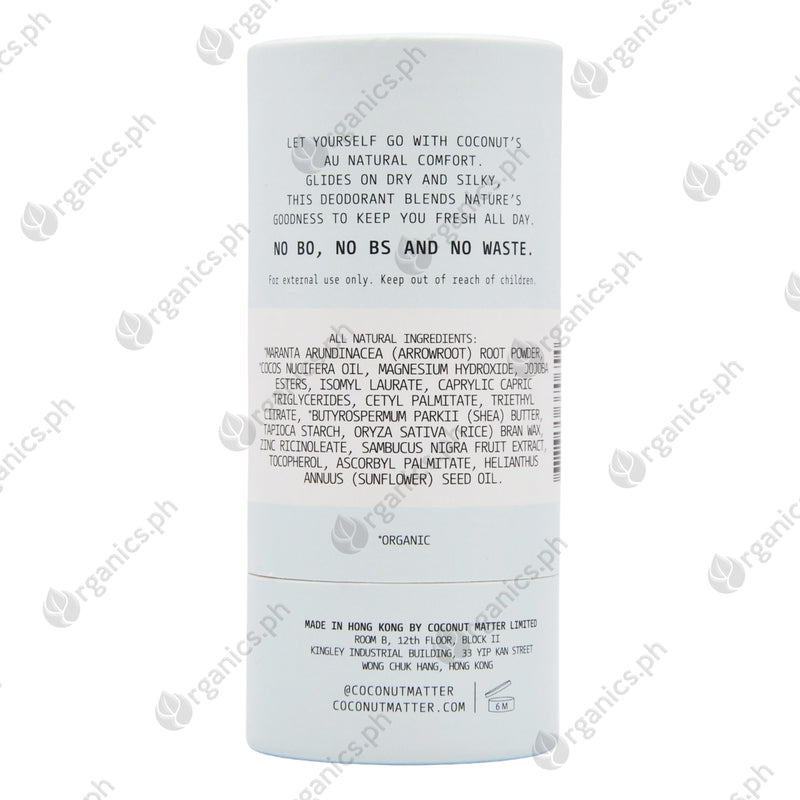 LET YOURSELF GO WITH COCONUT'S
AU NATURAL COMFORT.
GLIDES ON DRY AND SILKY,
THIS DEODORANT BLENDS NATURE'S
GOODNESS TO KEEP YOU FRESH ALL DAY.
NO BO, NO BS AND NO WASTE.
For external use only. Keep out of reach of children.
ALL NATURAL INGREDIENTS:
*MARANTA ARUNDINACEA (ARROWROOT) ROOT POWDER,
*COCOS NUCIFERA OIL, MAGNESIUM HYDROXIDE, JOJOBA
ESTERS, ISOMYL LAURATE, CAPRYLIC CAPRIC
TRIGLYCERIDES, CETYL PALMITATE, TRIETHYL
CITRATE, *BUTYROSPERMUM PARKII (SHEA) BUTTER,
TAPIOCA STARCH, ORYZA SATIVA (RICE) BRAN WAX,
ZINC RICINOLEATE, SAMBUCUS NIGRA FRUIT EXTRACT,
TOCOPHEROL, ASCORBYL PALMITATE, HELIANTHUS
ANNUUS (SUNFLOWER) SEED OIL.
*ORGANIC
MADE IN HONG KONG BY COCONUT MATTER LIMITED
ROOM B, 12th FLOOR, BLOCK II
KINGLEY INDUSTRIAL BUILDING, 33 YIP KAN STREET
WONG CHUK HANG, HONG KONG
@COCONUTMATTER
COCONUTMATTER.COM
6M
Organics.ph